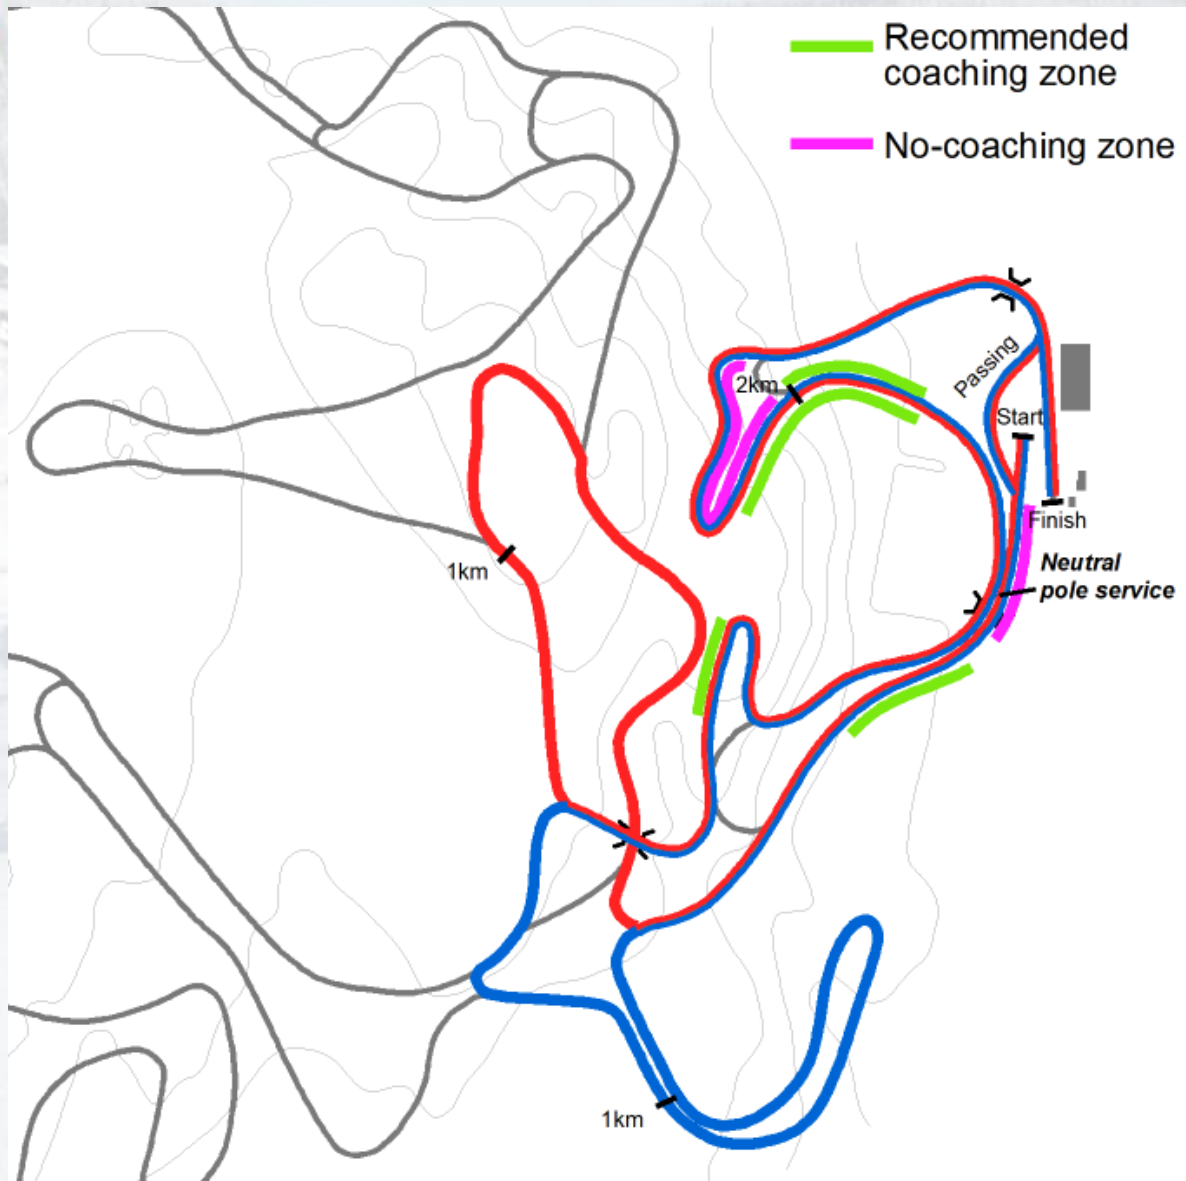 Recommended
coaching zone
No-coaching zone
Passing
2km
Start
Finish
Neutral
pole service
1km
1km